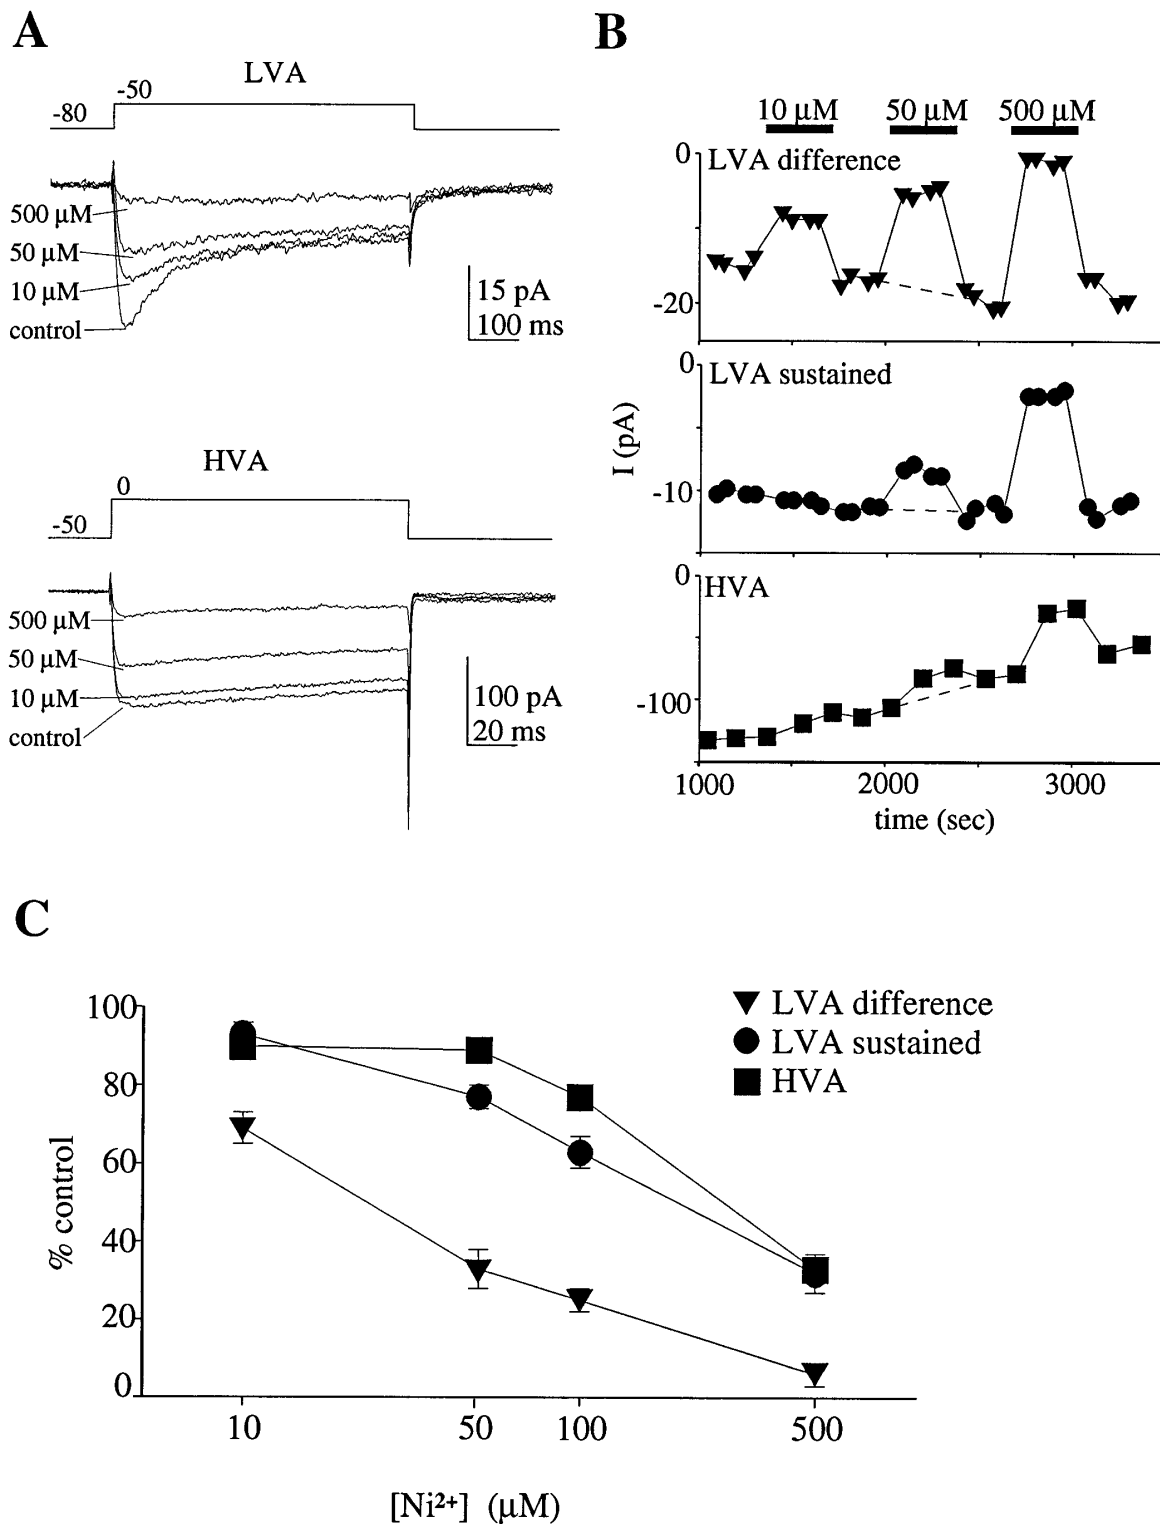 A
LVA
-50
-80
500 µM
50 µM
10 µM
control
15 pA
100 ms
HVA
0
-50
500 µM
50 µM
10 µM
control
100 pA
20 ms
B
10 µM 50 µM 500 µM
0
LVA difference
-20
0
LVA sustained
-10
I (pA)
0
HVA
-100
1000 2000 3000
time (sec)
C
100
80
60
40
20
0
% control
LVA difference
LVA sustained
HVA
10 50 100 500
[Ni²⁺] (µM)